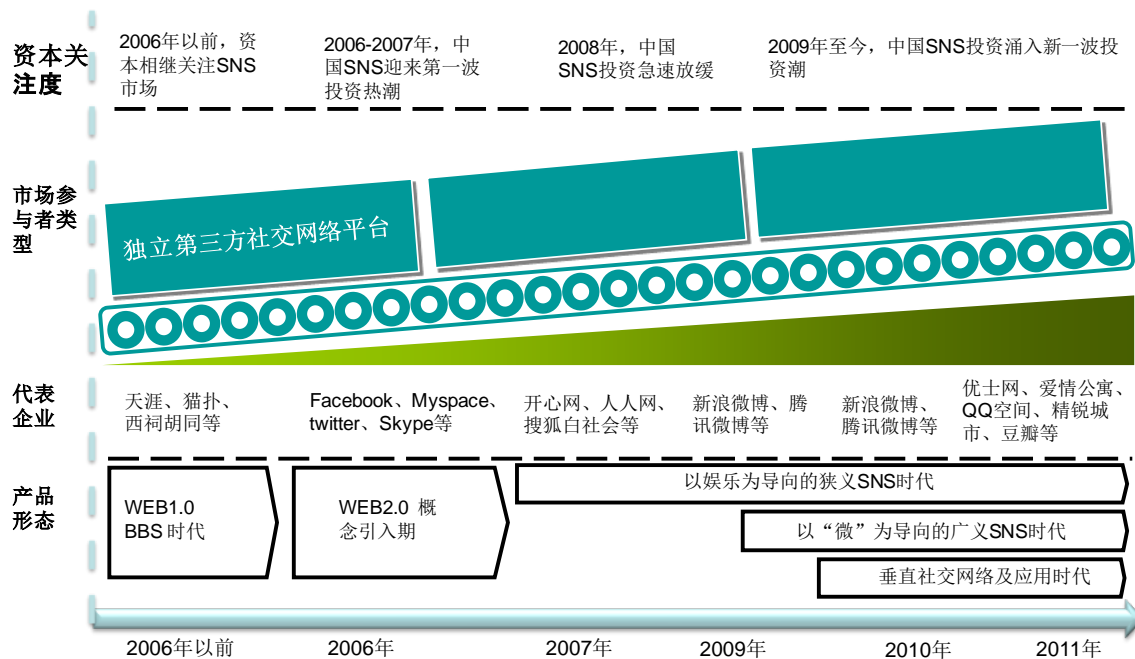 资本关
注度
2006年以前，资
本相继关注SNS
市场
2006-2007年，中
国SNS迎来第一波
投资热潮
2008年，中国
SNS投资急速放缓
2009年至今，中国SNS投资涌入新一波投
资潮
市场参
与者类
型
独立第三方社交网络平台
代表
企业
天涯、猫扑、
西祠胡同等
Facebook、Myspace、
twitter、Skype等
开心网、人人网、
搜狐白社会等
新浪微博、腾
讯微博等
新浪微博、
腾讯微博等
优士网、爱情公寓、
QQ空间、精锐城
市、豆瓣等
产品
形态
WEB1.0
BBS 时代
WEB2.0 概
念引入期
以娱乐为导向的狭义SNS时代
以“微”为导向的广义SNS时代
垂直社交网络及应用时代
2006年以前
2006年
2007年
2009年
2010年
2011年